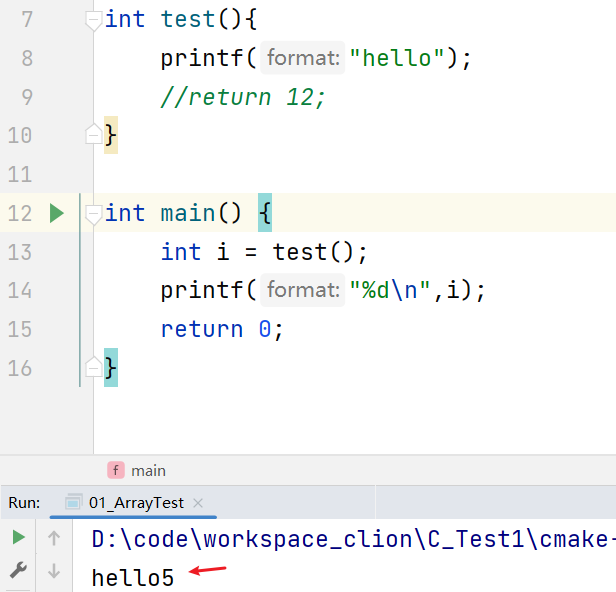 7 int test(){
8 printf( format: "hello");
9 //return 12;
10 }
11
12 int main() {
13 int i = test();
14 printf( format: "%d\n",i);
15 return 0;
16 }
f main
Run: 01_ArrayTest ×
D:\code\workspace_clion\C_Test1\cmake-
hello5